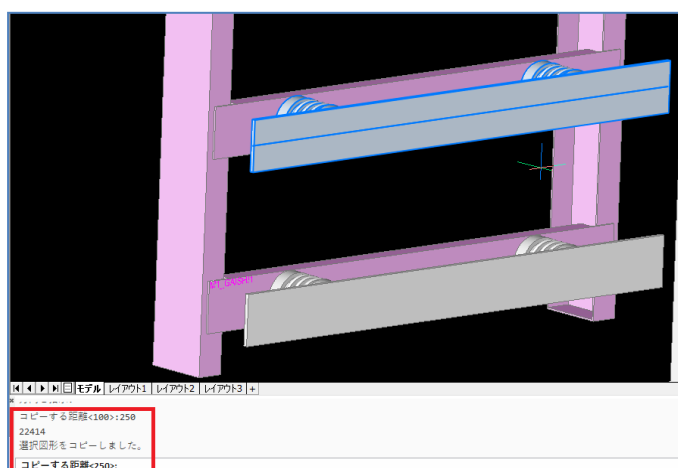 MT_GAISHI
モデル レイアウト1 レイアウト2 レイアウト3 +
コピーする距離<100>:250
22414
選択図形をコピーしました。
コピーする距離<250>: